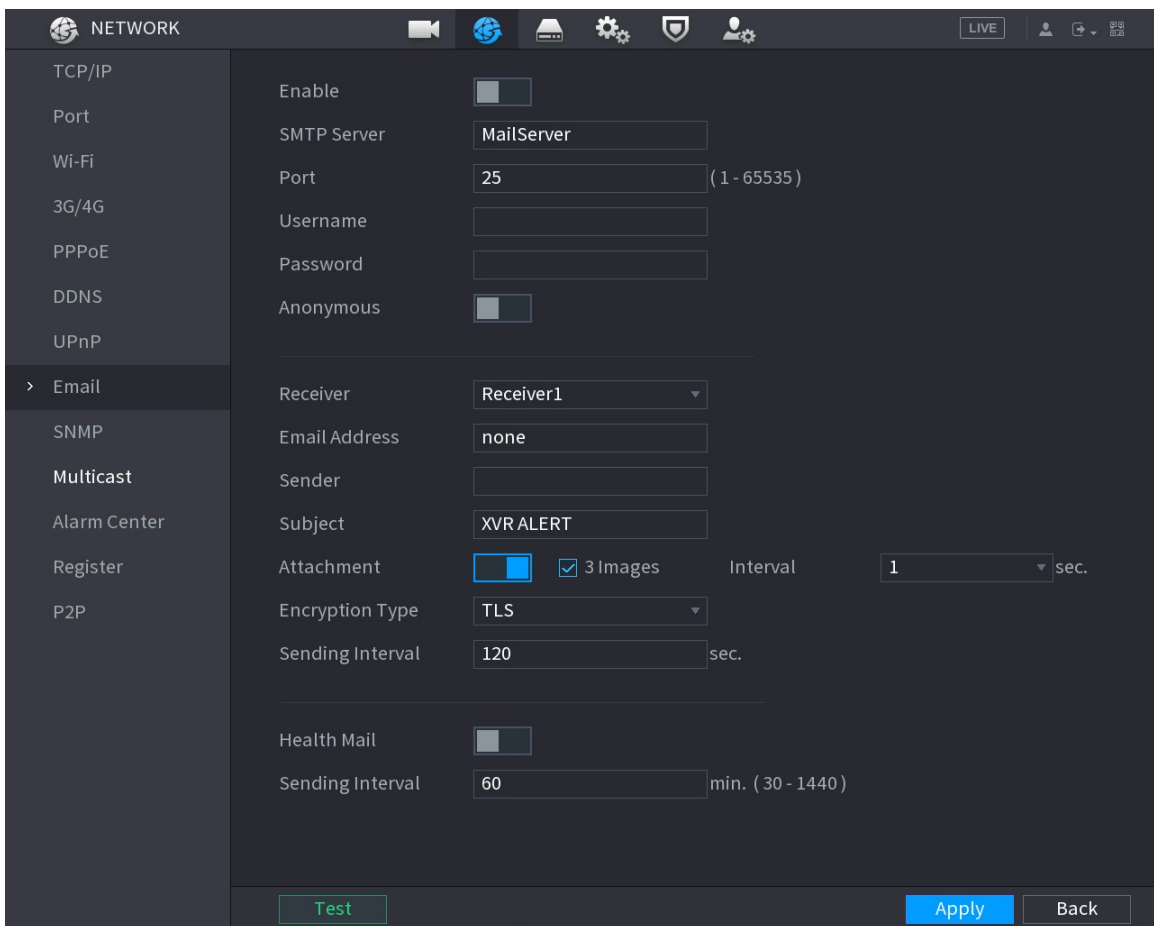 NETWORK
LIVE
TCP/IP
Port
Wi-Fi
3G/4G
PPPoE
DDNS
UPnP
Email
SNMP
Multicast
Alarm Center
Register
P2P
Enable
SMTP Server MailServer
Port 25 (1 - 65535)
Username
Password
Anonymous
Receiver Receiver1
Email Address none
Sender
Subject XVR ALERT
Attachment 3 Images Interval 1 sec.
Encryption Type TLS
Sending Interval 120 sec.
Health Mail
Sending Interval 60 min. (30 - 1440)
Test Apply Back